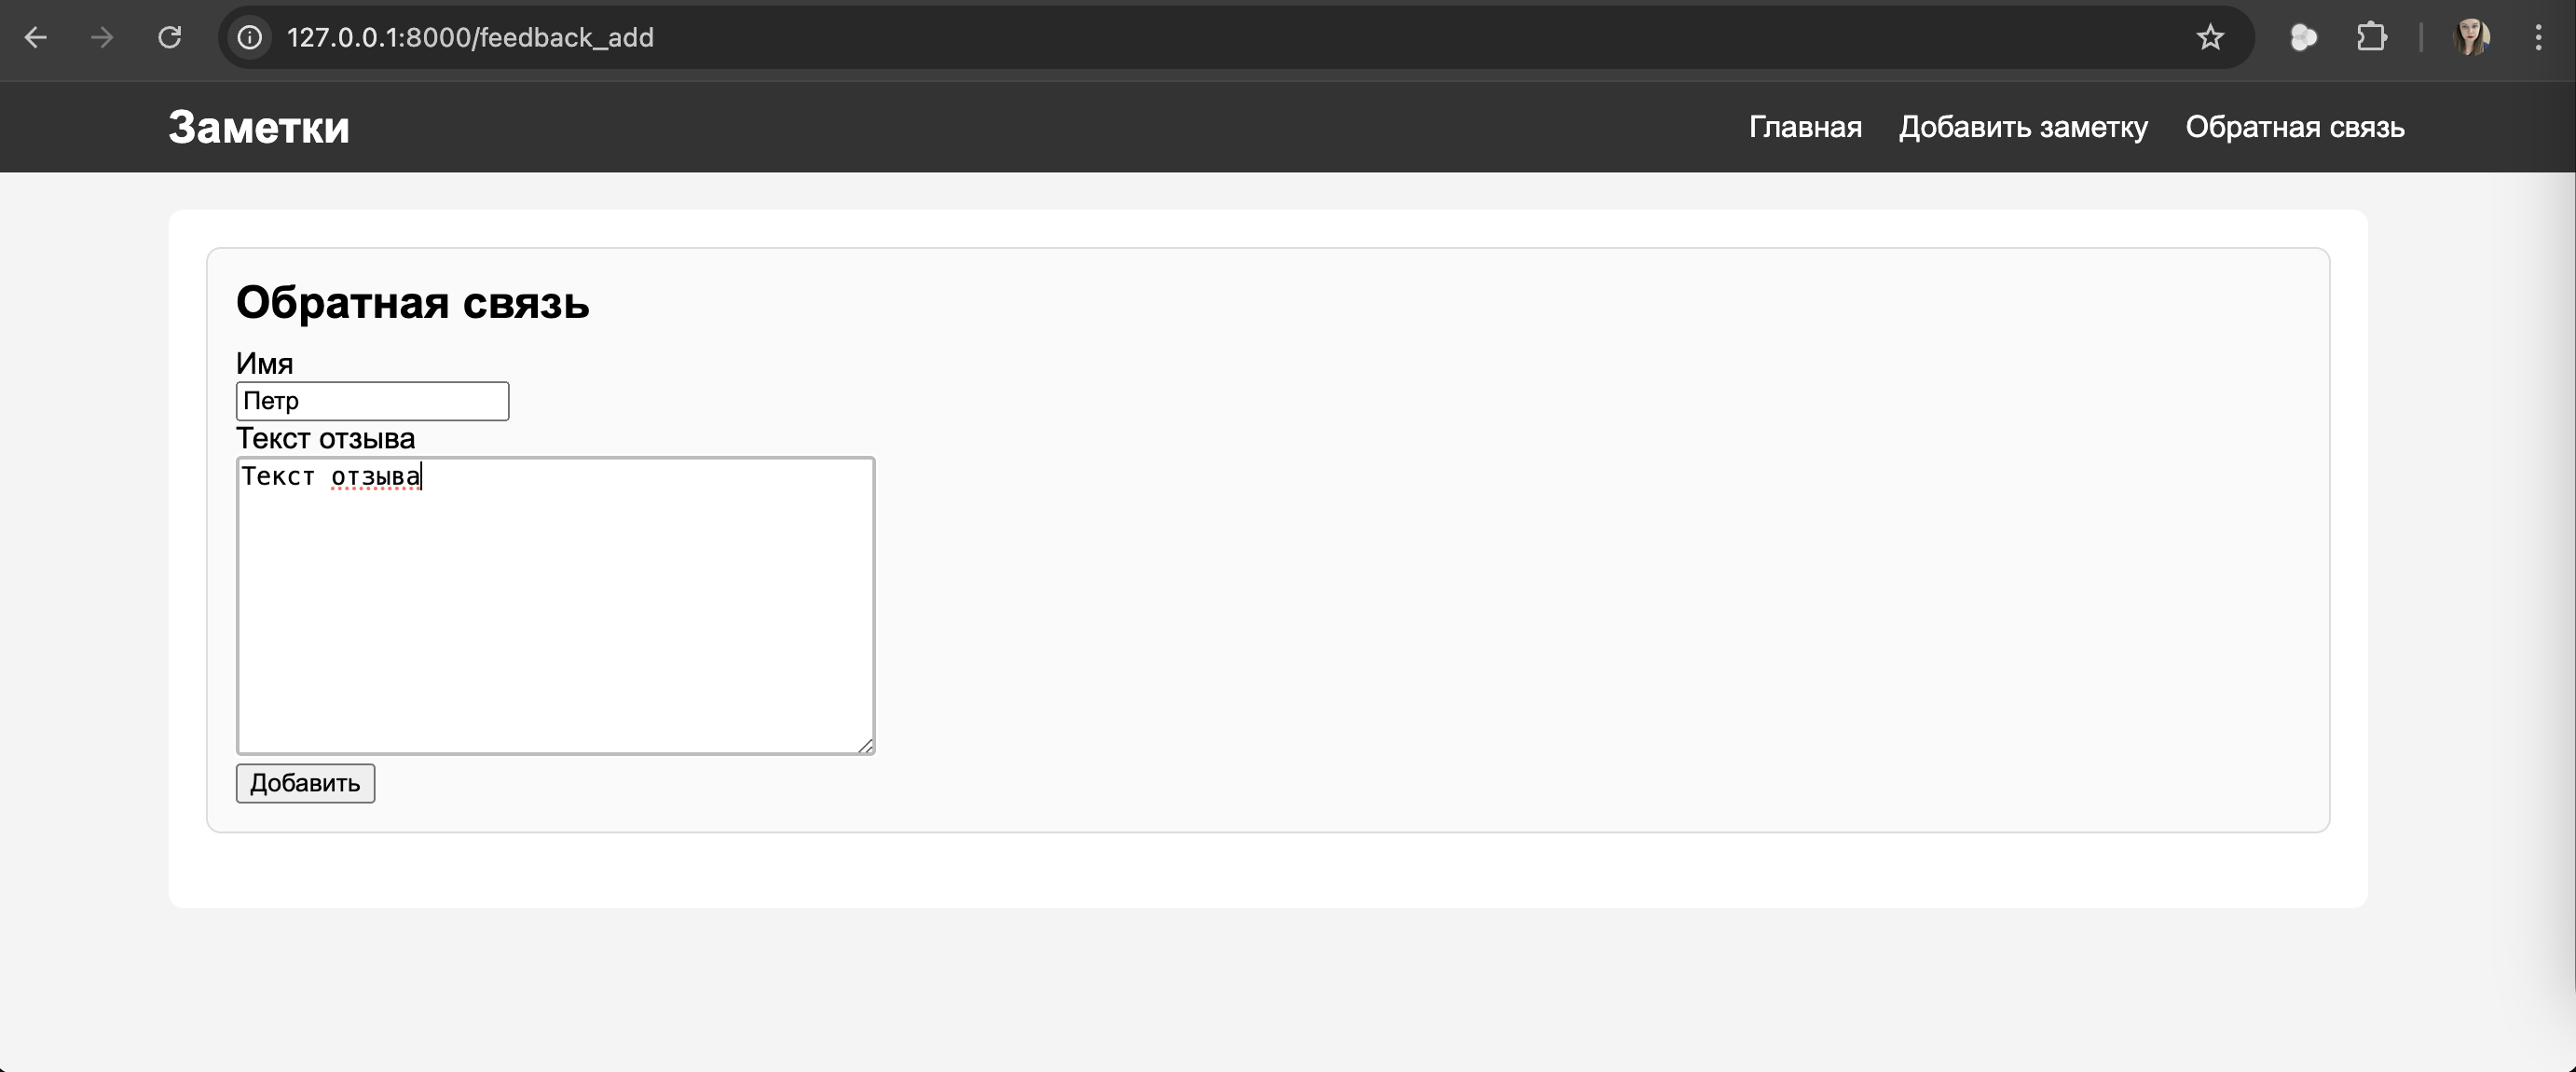 127.0.0.1:8000/feedback_add
Заметки
Главная Добавить заметку Обратная связь
Обратная связь
Имя
Петр
Текст отзыва
Текст отзыва
Добавить